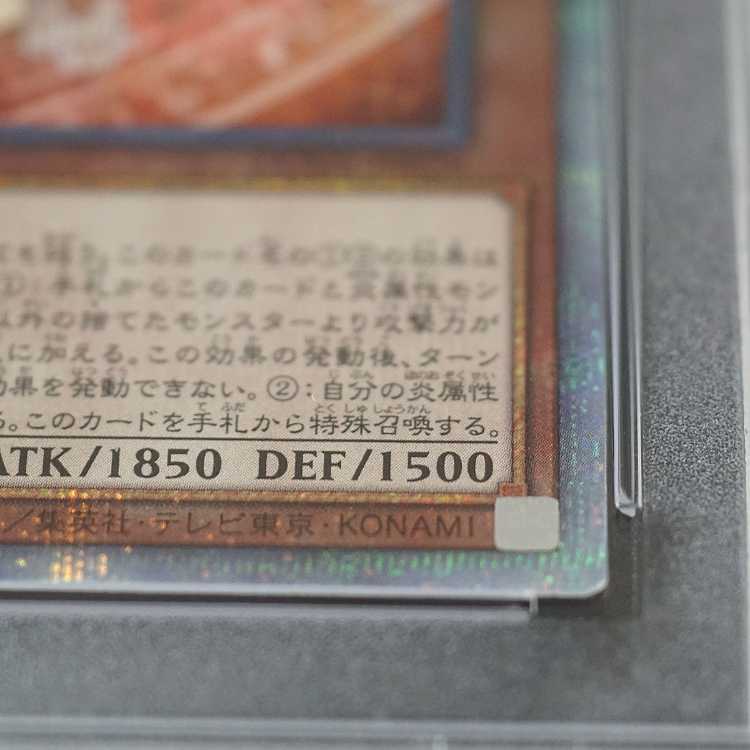 このカード名の①②の効果は
①:手札からこのカードと炎属性モン
以外の捨てたモンスターより攻撃力が
に加える。この効果の発動後、ターン
果を発動できない。②:自分の炎属性
る。このカードを手札から特殊召喚する。
ATK/1850 DEF/1500
/集英社・テレビ東京・KONAMI